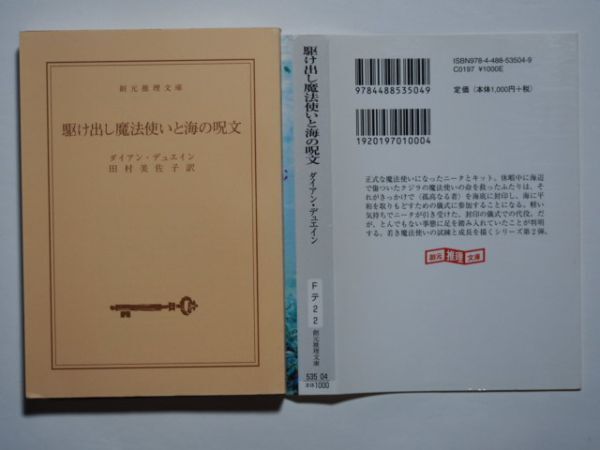 創元推理文庫
駆け出し魔法使いと海の呪文
ダイアン・デュエイン
田村美佐子訳
駆け出し魔法使いと海の呪文
ダイアン・デュエイン
Fテ22
創元推理文庫
535 04
本体1000
ISBN978-4-488-53504-9
C0197 ¥1000E
定価（本体1,000円＋税）
9784488535049
1920197010004
正式な魔法使いになったニータとキット。休暇中に海辺
で傷ついたクジラの魔法使いの命を救ったふたりは、そ
れがきっかけで〈孤高なる者〉を海底に封印し、海に平
和を取りもどすための儀式に参加することになる。軽い
気持ちでニータが引き受けた、封印の儀式での代役。だ
が、とんでもない事態に足を踏み入れていたことが判明
する。若き魔法使いの試練と成長を描くシリーズ第2弾。
創元推理文庫